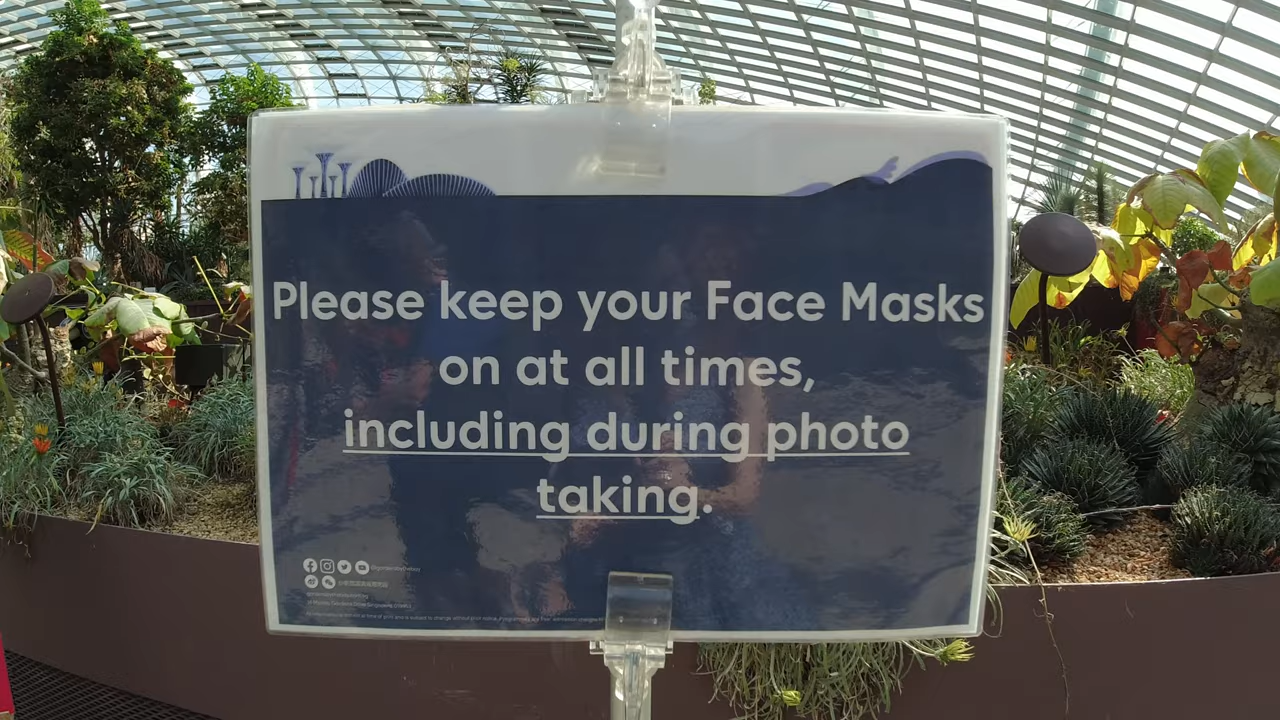 Please keep your Face Masks
on at all times,
including during photo
taking.